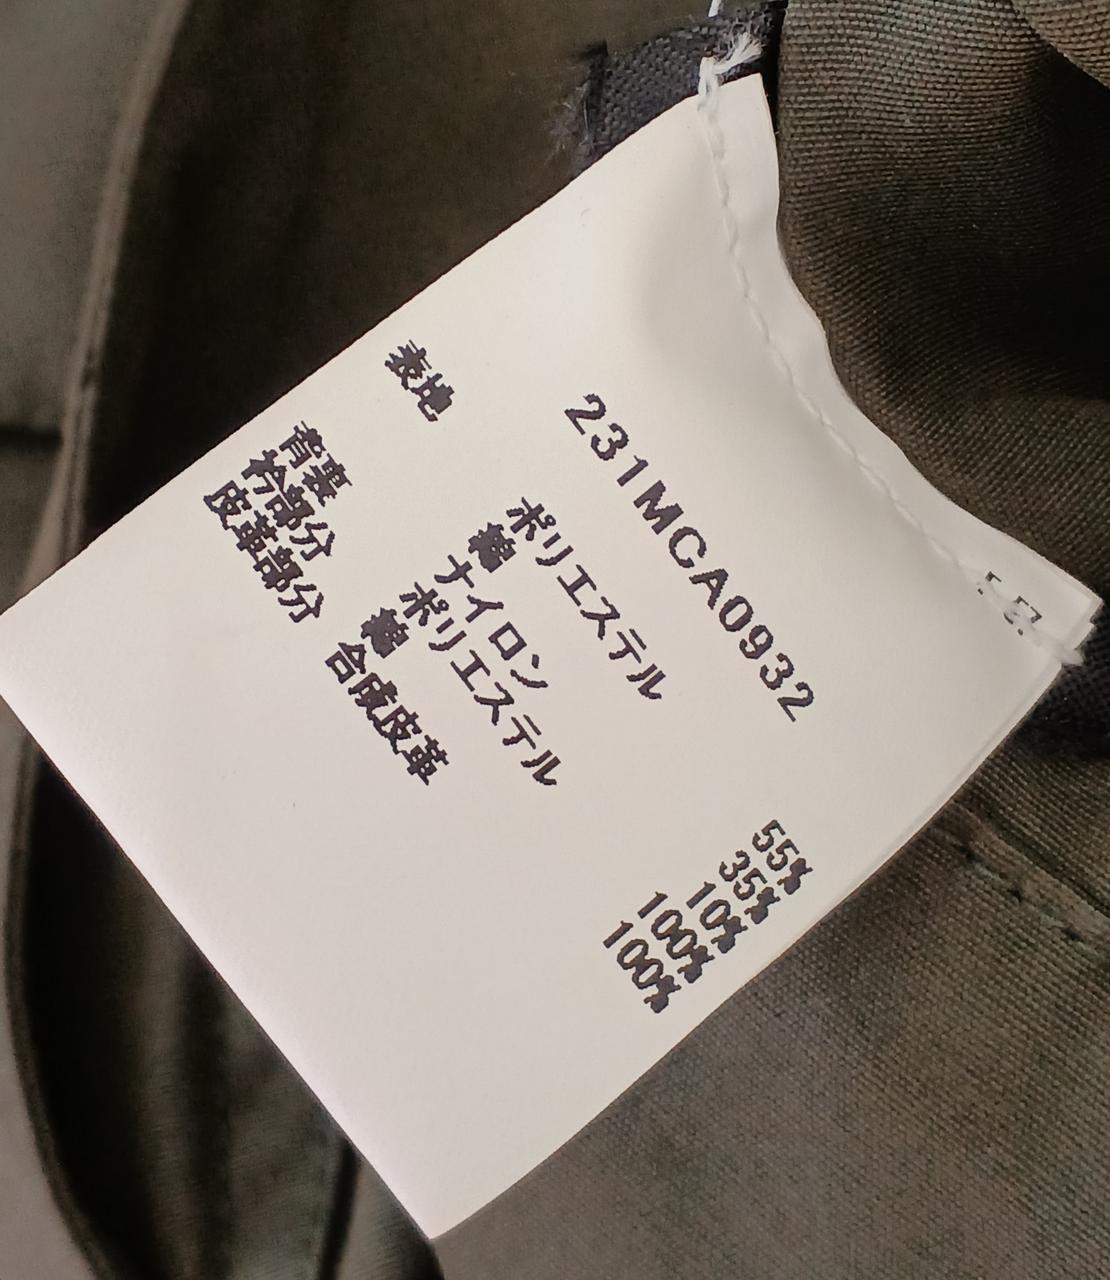 231MCA0932
表地 ポリエステル 55%
綿 35%
ナイロン 10%
背裏 ポリエステル 100%
衿部分 綿 100%
皮革部分 合成皮革